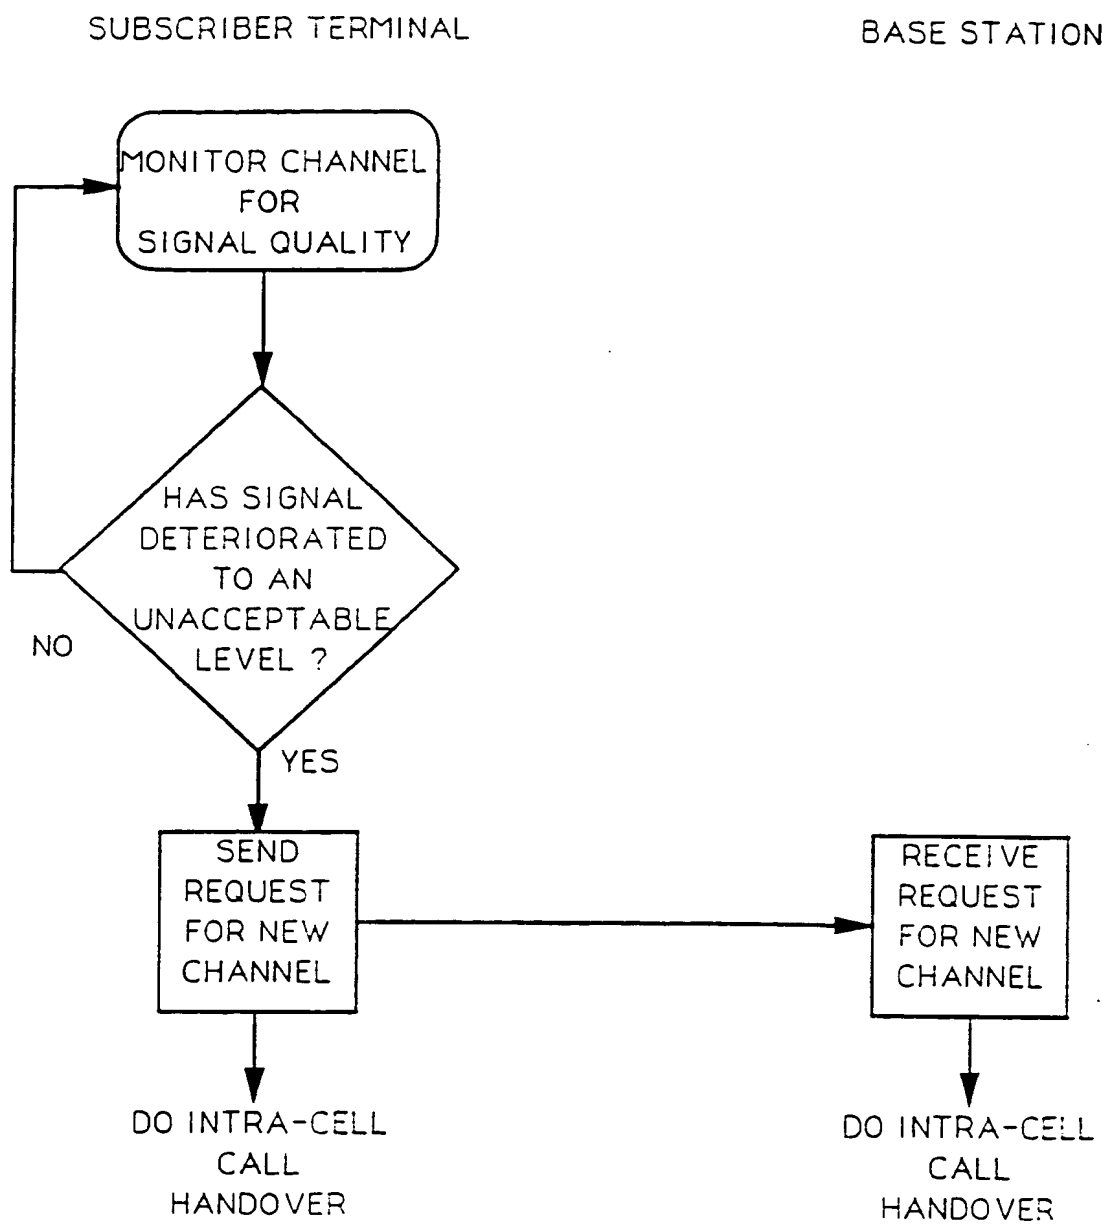 SUBSCRIBER TERMINAL
BASE STATION
MONITOR CHANNEL
FOR
SIGNAL QUALITY
HAS SIGNAL
DETERIORATED
TO AN
UNACCEPTABLE
LEVEL ?
NO
YES
SEND
REQUEST
FOR NEW
CHANNEL
RECEIVE
REQUEST
FOR NEW
CHANNEL
DO INTRA-CELL
CALL
HANDOVER
DO INTRA-CELL
CALL
HANDOVER